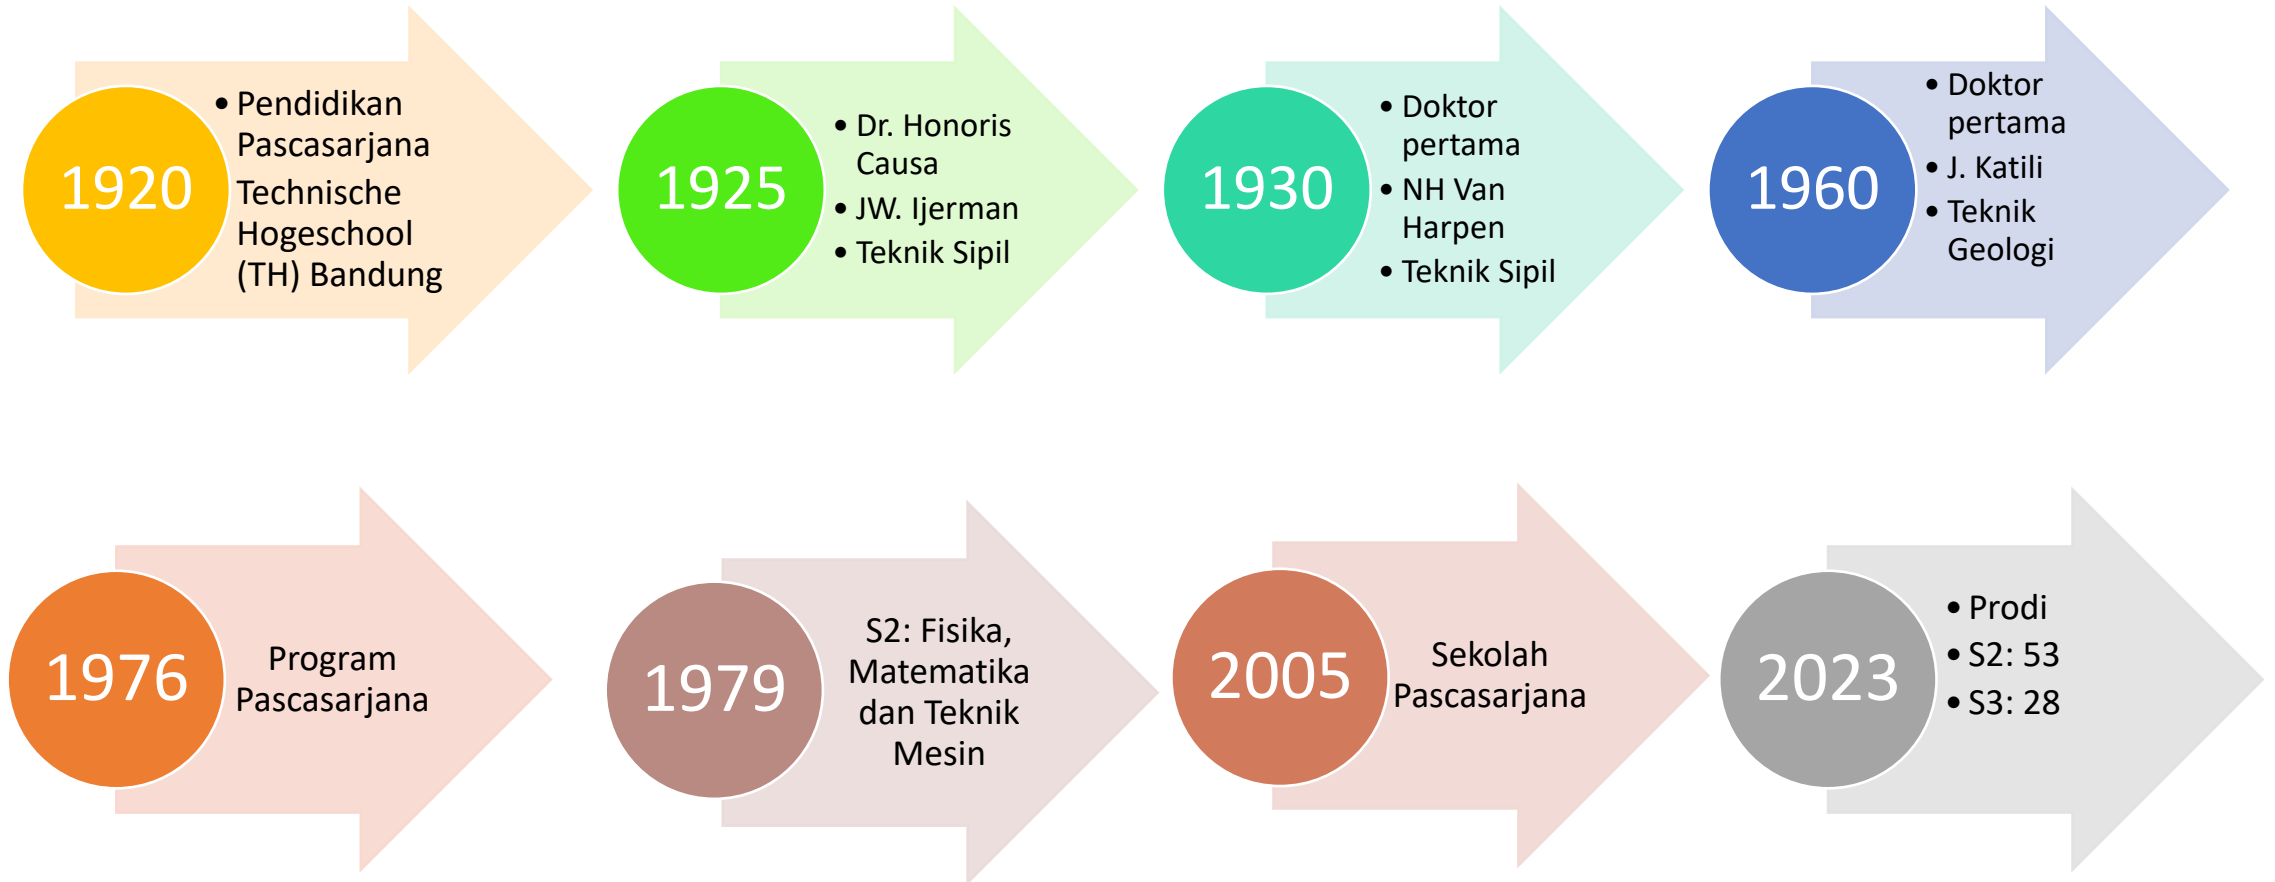 1920
• Pendidikan
Pascasarjana
Technische
Hogeschool
(TH) Bandung
1925
• Dr. Honoris
Causa
• JW. Ijerman
• Teknik Sipil
1930
• Doktor
pertama
• NH Van
Harpen
• Teknik Sipil
1960
• Doktor
pertama
• J. Katili
• Teknik
Geologi
1976
Program
Pascasarjana
1979
S2: Fisika,
Matematika
dan Teknik
Mesin
2005
Sekolah
Pascasarjana
2023
• Prodi
• S2: 53
• S3: 28